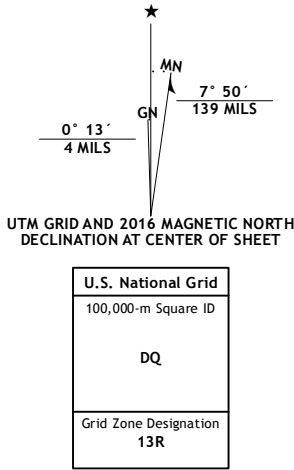 ★
MN
GN
7° 50´
139 MILS
0° 13´
4 MILS
UTM GRID AND 2016 MAGNETIC NORTH
DECLINATION AT CENTER OF SHEET
U.S. National Grid
100,000-m Square ID
DQ
Grid Zone Designation
13R